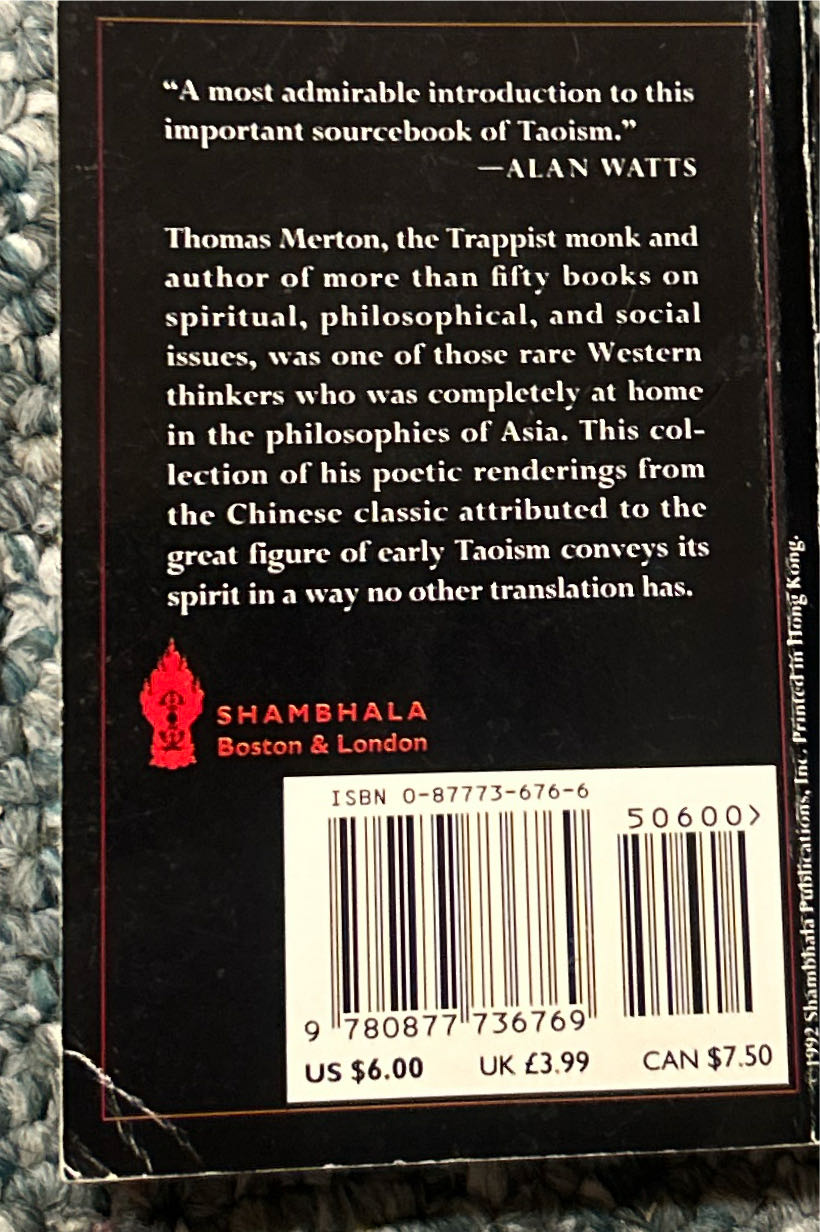 “A most admirable introduction to this
important sourcebook of Taoism.”
—ALAN WATTS
Thomas Merton, the Trappist monk and
author of more than fifty books on
spiritual, philosophical, and social
issues, was one of those rare Western
thinkers who was completely at home
in the philosophies of Asia. This col-
lection of his poetic renderings from
the Chinese classic attributed to the
great figure of early Taoism conveys its
spirit in a way no other translation has.
SHAMBHALA
Boston & London
ISBN 0-87773-676-6
50600>
9 780877 736769
US $6.00 UK £3.99 CAN $7.50
©1992 Shambhala Publications, Inc. Printed in Hong Kong.